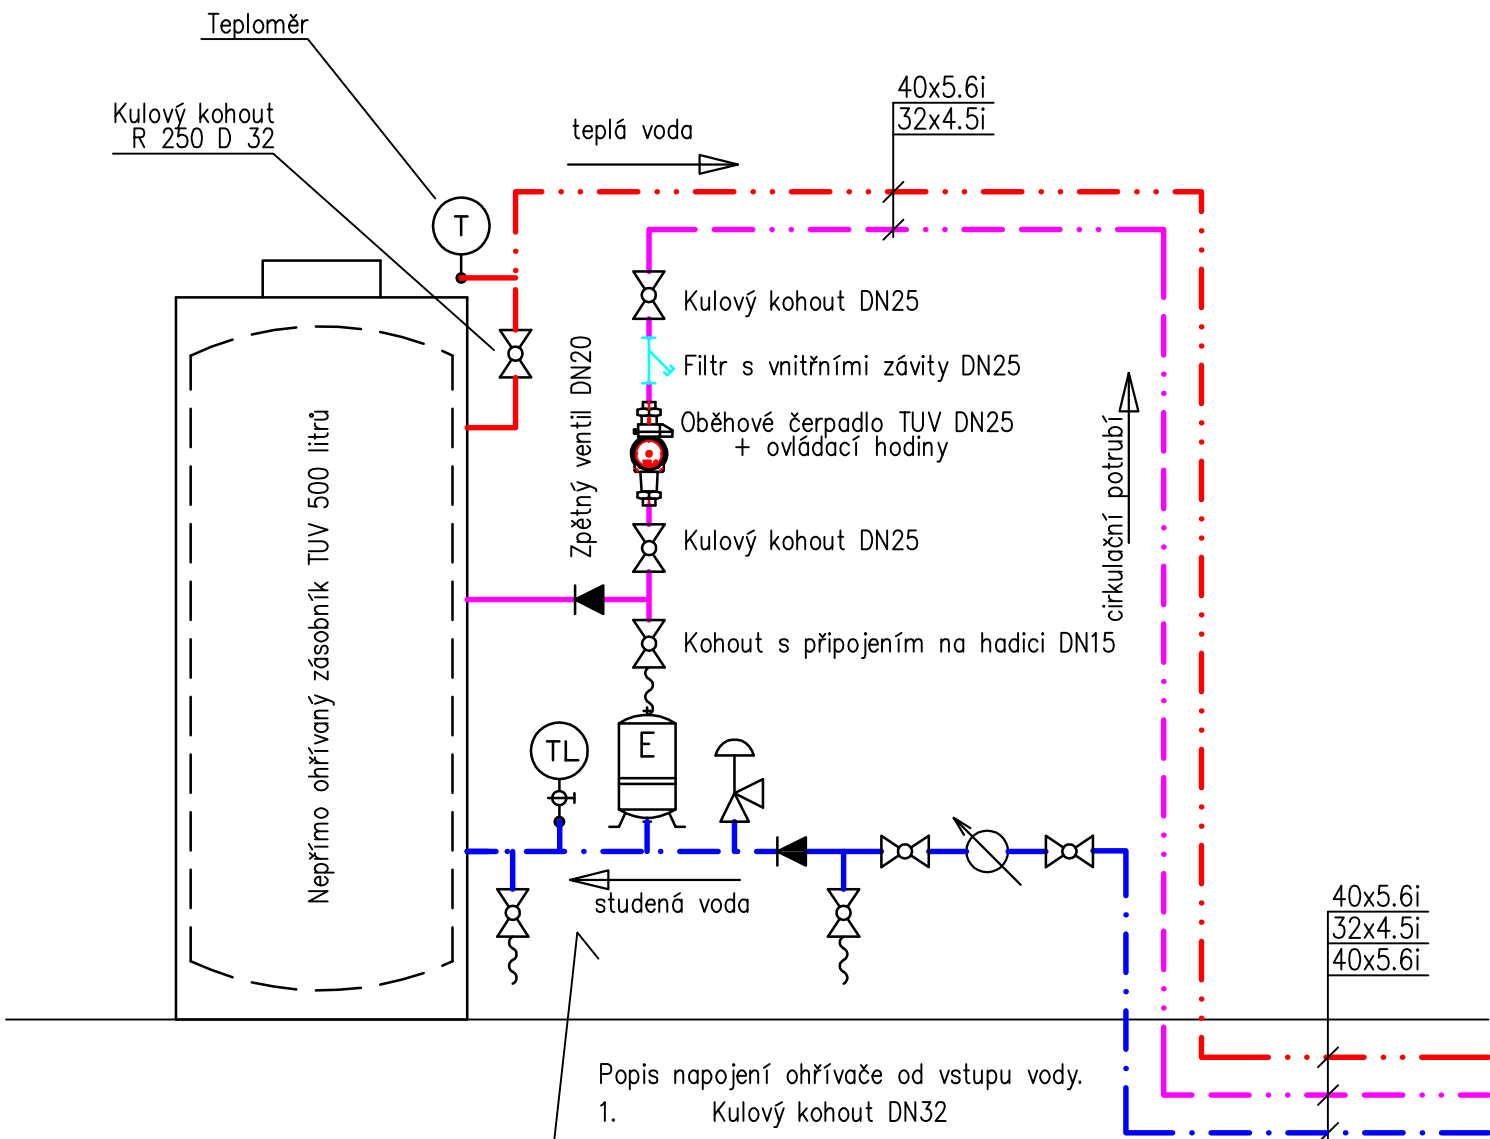 Teploměr
Kulový kohout
R 250 D 32
40x5.6i
32x4.5i
teplá voda
T
Kulový kohout DN25
Filtr s vnitřními závity DN25
Zpětný ventil DN20
Oběhové čerpadlo TUV DN25
+ ovládací hodiny
cirkulační potrubí
Nepřímo ohřívaný zásobník TUV 500 litrů
Kulový kohout DN25
Kohout s připojením na hadici DN15
TL
E
studená voda
40x5.6i
32x4.5i
40x5.6i
Popis napojení ohřívače od vstupu vody.
1. Kulový kohout DN32